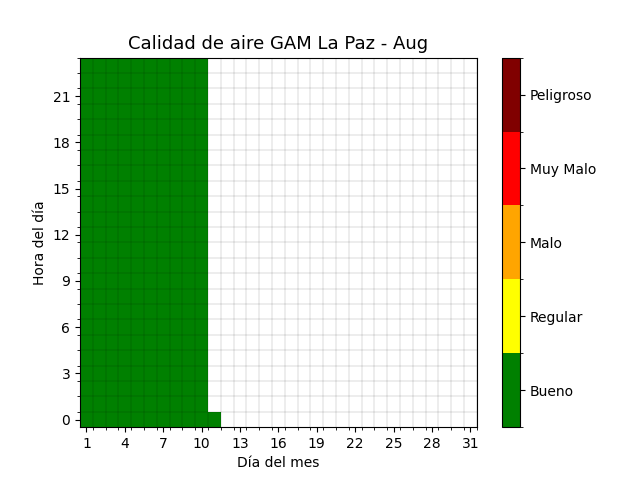 Calidad de aire GAM La Paz - Aug
Hora del día
21
18
15
12
9
6
3
0
1 4 7 10 13 16 19 22 25 28 31
Día del mes
Peligroso
Muy Malo
Malo
Regular
Bueno